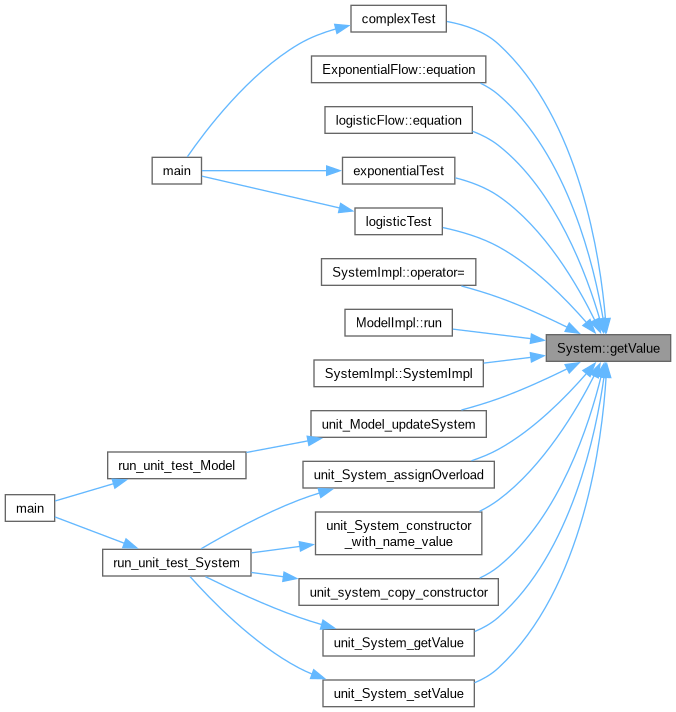 complexTest
ExponentialFlow::equation
logisticFlow::equation
main
exponentialTest
logisticTest
SystemImpl::operator=
ModelImpl::run
System::getValue
SystemImpl::SystemImpl
unit_Model_updateSystem
run_unit_test_Model
unit_System_assignOverload
main
unit_System_constructor
_with_name_value
run_unit_test_System
unit_system_copy_constructor
unit_System_getValue
unit_System_setValue